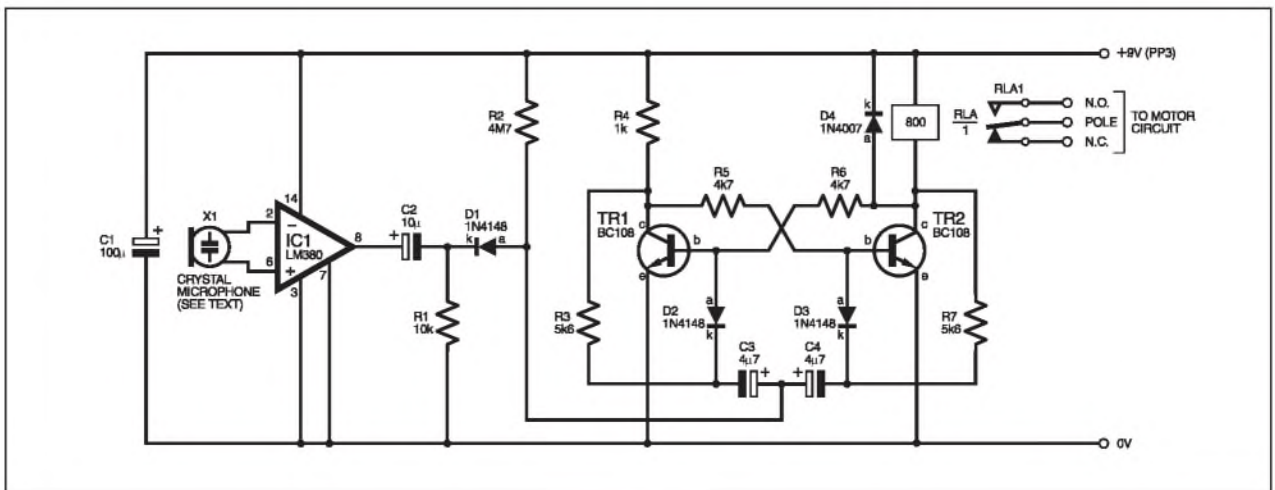 +9V (PP3)
RLA1
N.O.
RLA
1
POLE
N.C.
TO MOTOR
CIRCUIT
R2
4M7
R4
1k
D4
1N4007
k
a
800
14
X1
2
−
IC1
LM380
6
+
7
3
8
C1
100µ
+
CRYSTAL
MICROPHONE
(SEE TEXT)
C2
10µ
+
D1
1N4148
k
a
R1
10k
R5
4k7
R6
4k7
TR1
BC108
c
b
e
TR2
BC108
c
b
e
R3
5k6
D2
1N4148
a
k
D3
1N4148
a
k
R7
5k6
C3
4µ7
+
C4
4µ7
+
0V